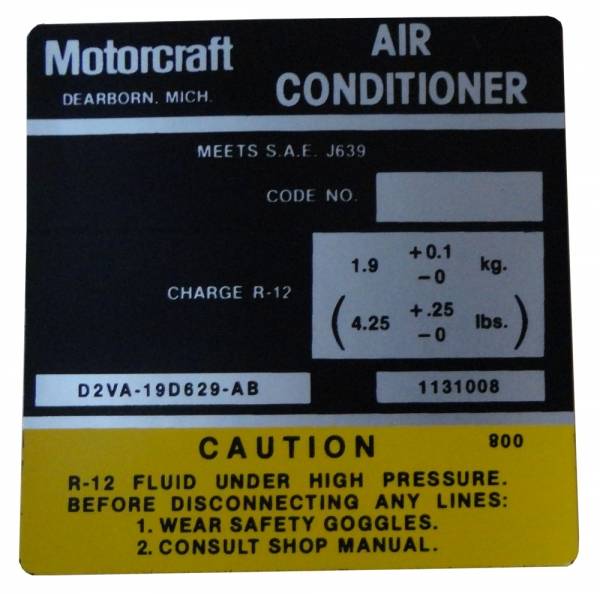 Motorcraft
DEARBORN, MICH.
AIR
CONDITIONER
MEETS S.A.E. J639
CODE NO.
CHARGE R-12
1.9 +0.1 -0 kg.
(4.25 +.25 -0 lbs.)
D2VA-19D629-AB 1131008
CAUTION 800
R-12 FLUID UNDER HIGH PRESSURE.
BEFORE DISCONNECTING ANY LINES:
1. WEAR SAFETY GOGGLES.
2. CONSULT SHOP MANUAL.